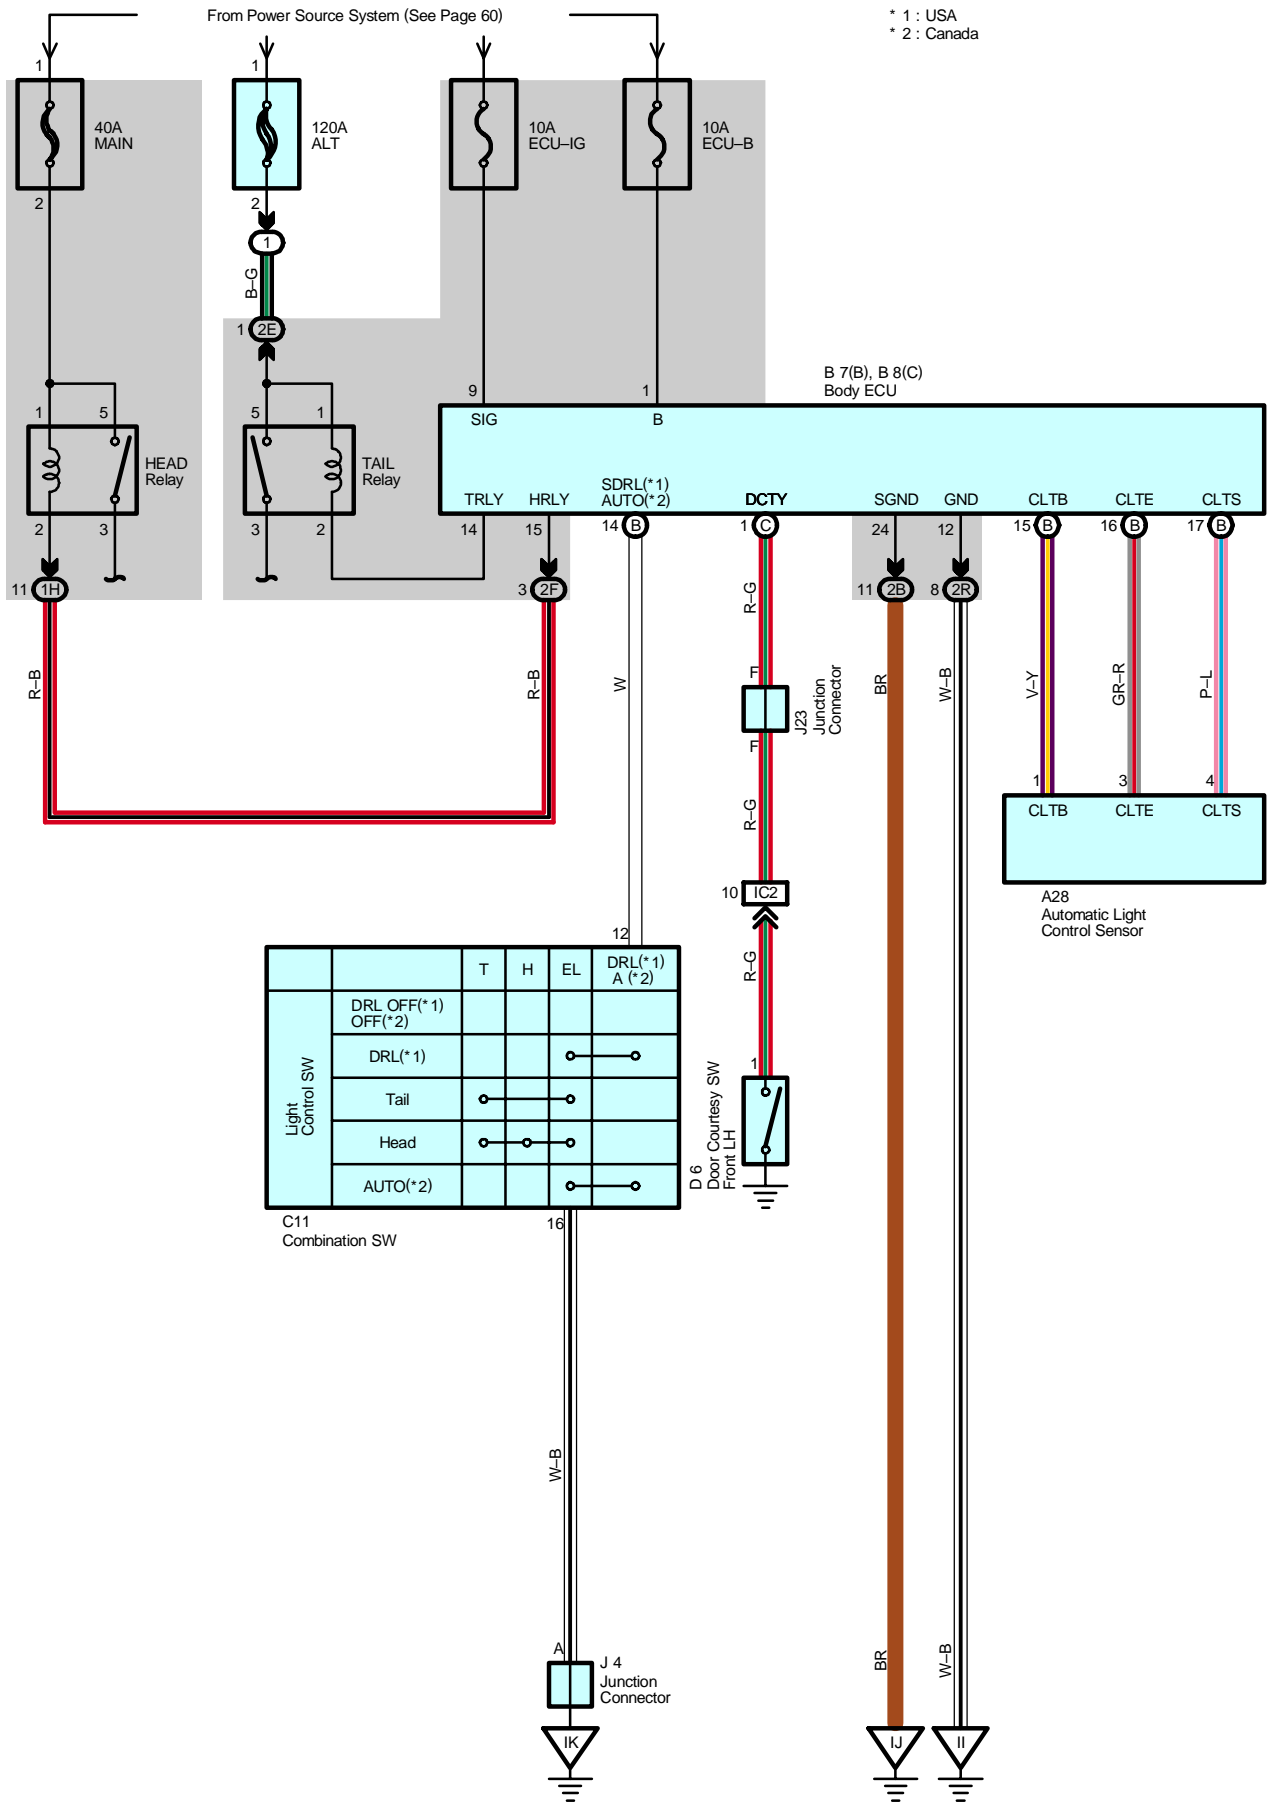 From Power Source System (See Page 60)
* 1 : USA
* 2 : Canada
1
1
40A
MAIN
120A
ALT
10A
ECU–IG
10A
ECU–B
2
2
1
B–G
1 2E
B 7(B), B 8(C)
Body ECU
9
1
SIG
B
1
5
5
1
HEAD
Relay
TAIL
Relay
TRLY
HRLY
SDRL(*1)
AUTO(*2)
DCTY
SGND
GND
CLTB
CLTE
CLTS
2
3
3
2
14
15
14 B
1 C
24
12
15 B
16 B
17 B
11 1H
3 2F
11 2B
8 2R
R–B
R–B
W
R–G
BR
W–B
V–Y
GR–R
P–L
F
J23
Junction
Connector
F
R–G
1
3
4
CLTB
CLTE
CLTS
A28
Automatic Light
Control Sensor
10 IC2
R–G
12
T
H
EL
DRL(*1)
A (*2)
Light
Control SW
DRL OFF(*1)
OFF(*2)
DRL(*1)
Tail
Head
AUTO(*2)
1
D 6
Door Courtesy SW
Front LH
C11
Combination SW
16
W–B
A
J 4
Junction
Connector
BR
W–B
IK
IJ
II